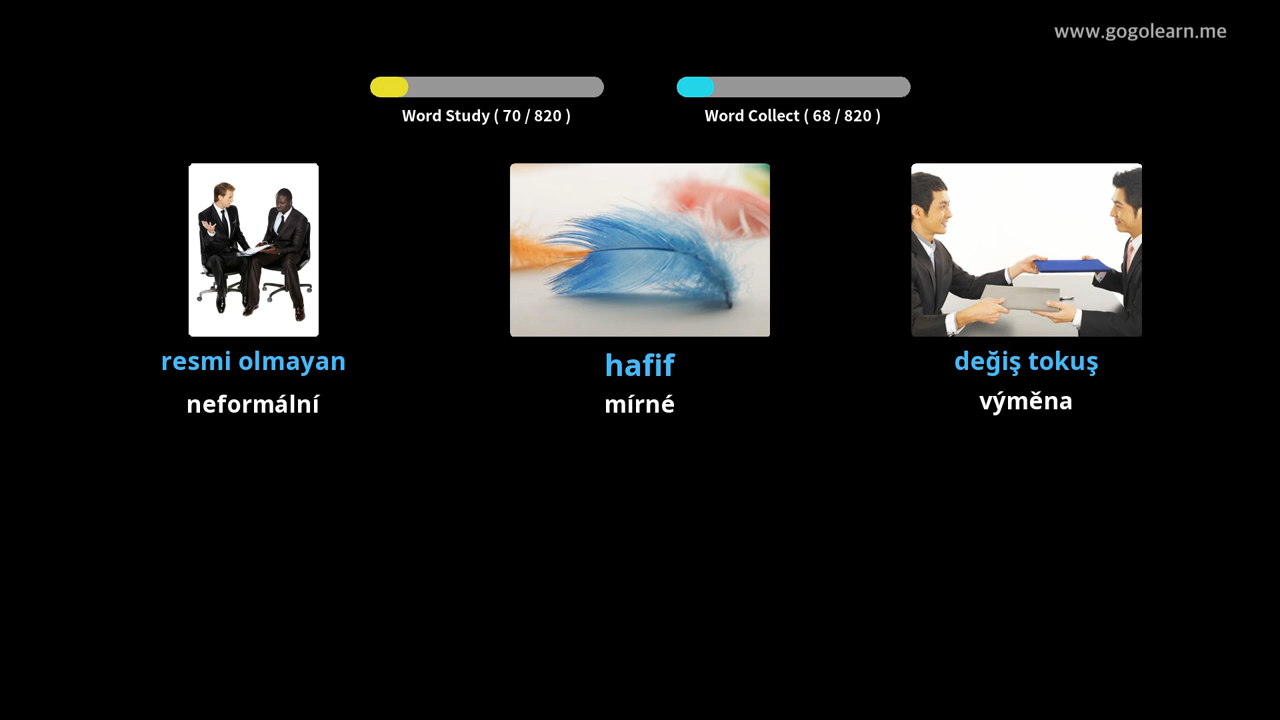 www.gogolearn.me
Word Study ( 70 / 820 )
Word Collect ( 68 / 820 )
resmi olmayan
hafif
değiş tokuş
neformální
mírné
výměna